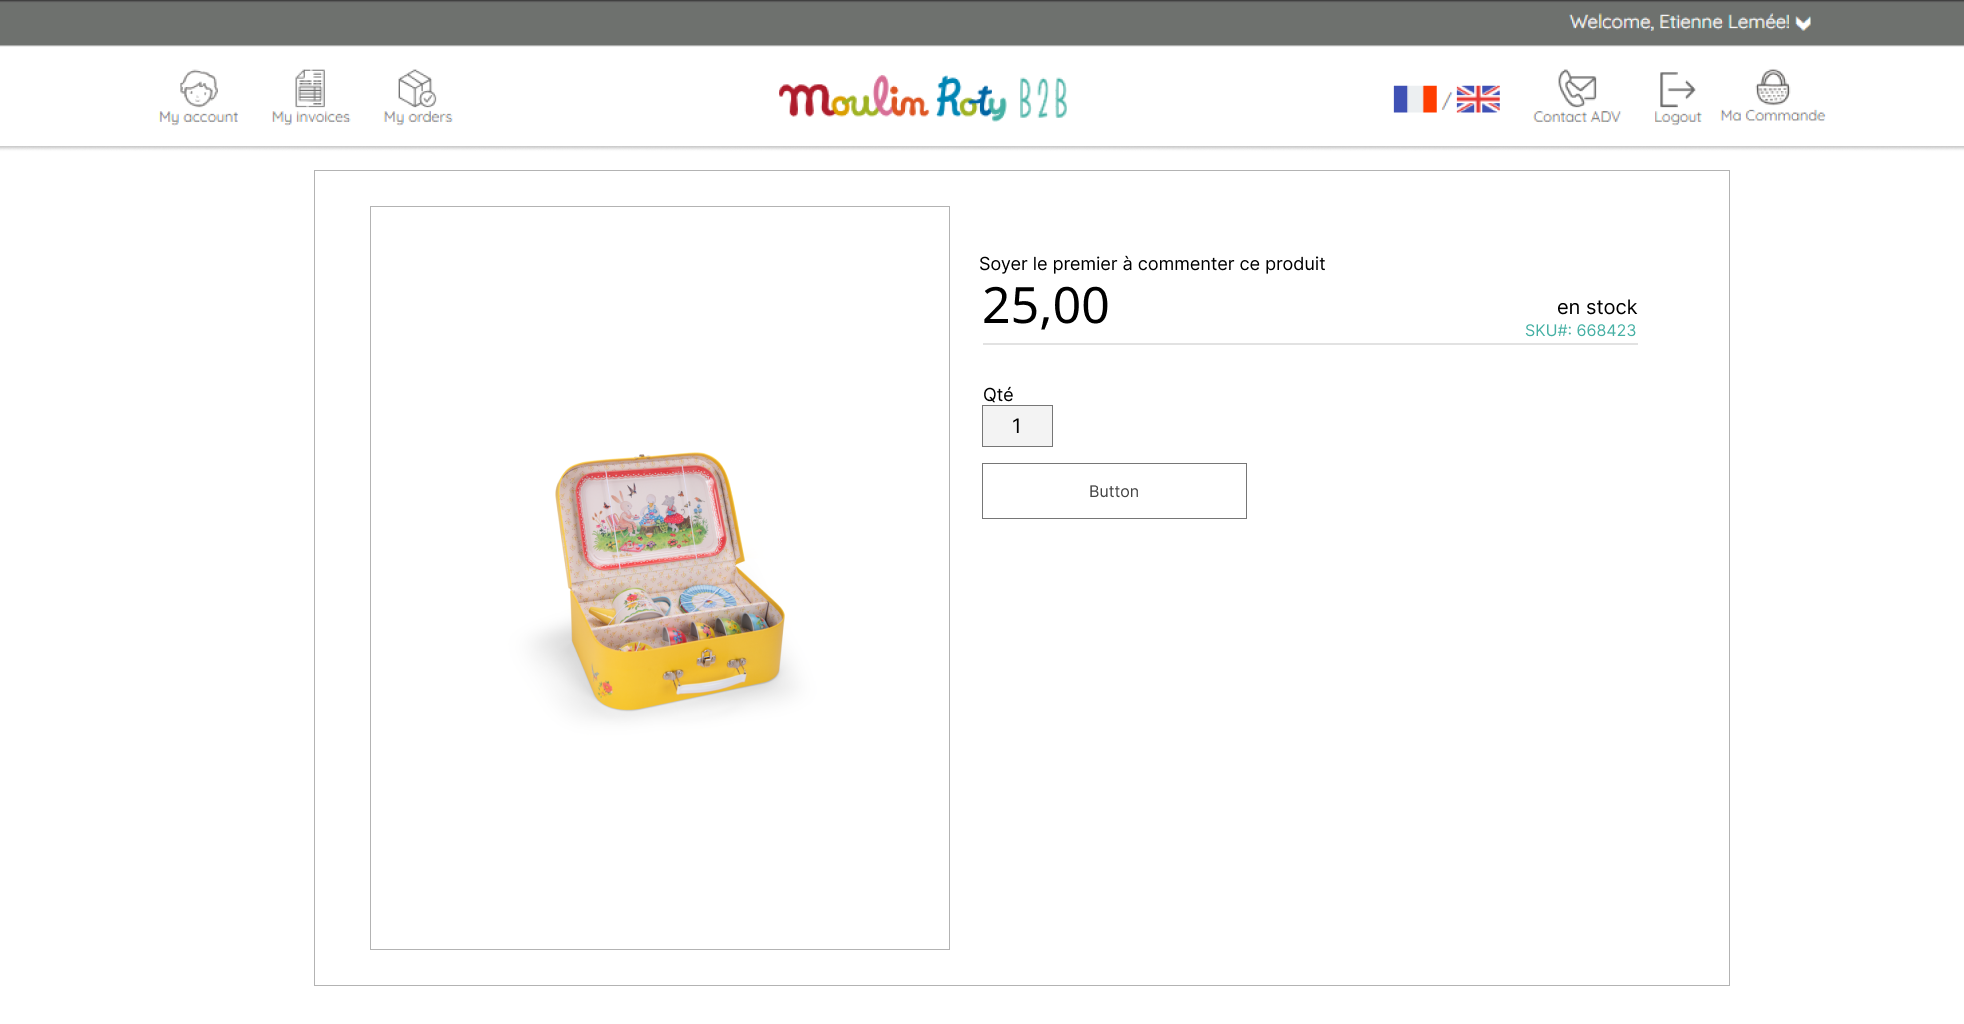 Welcome, Etienne Lemée!
My account
My invoices
My orders
Moulin Roty B2B
/
Contact ADV
Logout
Ma Commande
Soyer le premier à commenter ce produit
25,00
en stock
SKU#: 668423
Qté
1
Button